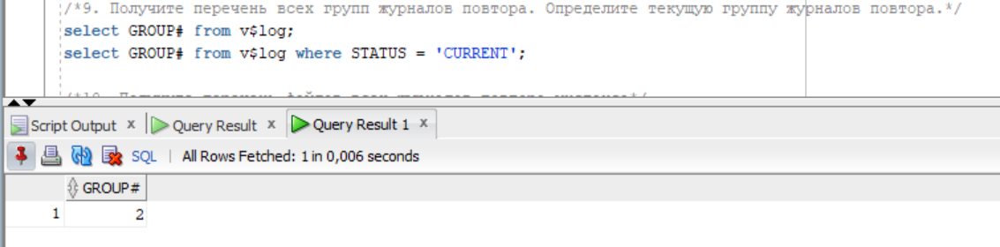 /*9. Получите перечень всех групп журналов повтора. Определите текущую группу журналов повтора.*/
select GROUP# from v$log;
select GROUP# from v$log where STATUS = 'CURRENT';
Script Output x Query Result x Query Result 1 x
SQL | All Rows Fetched: 1 in 0,006 seconds
GROUP#
1 2